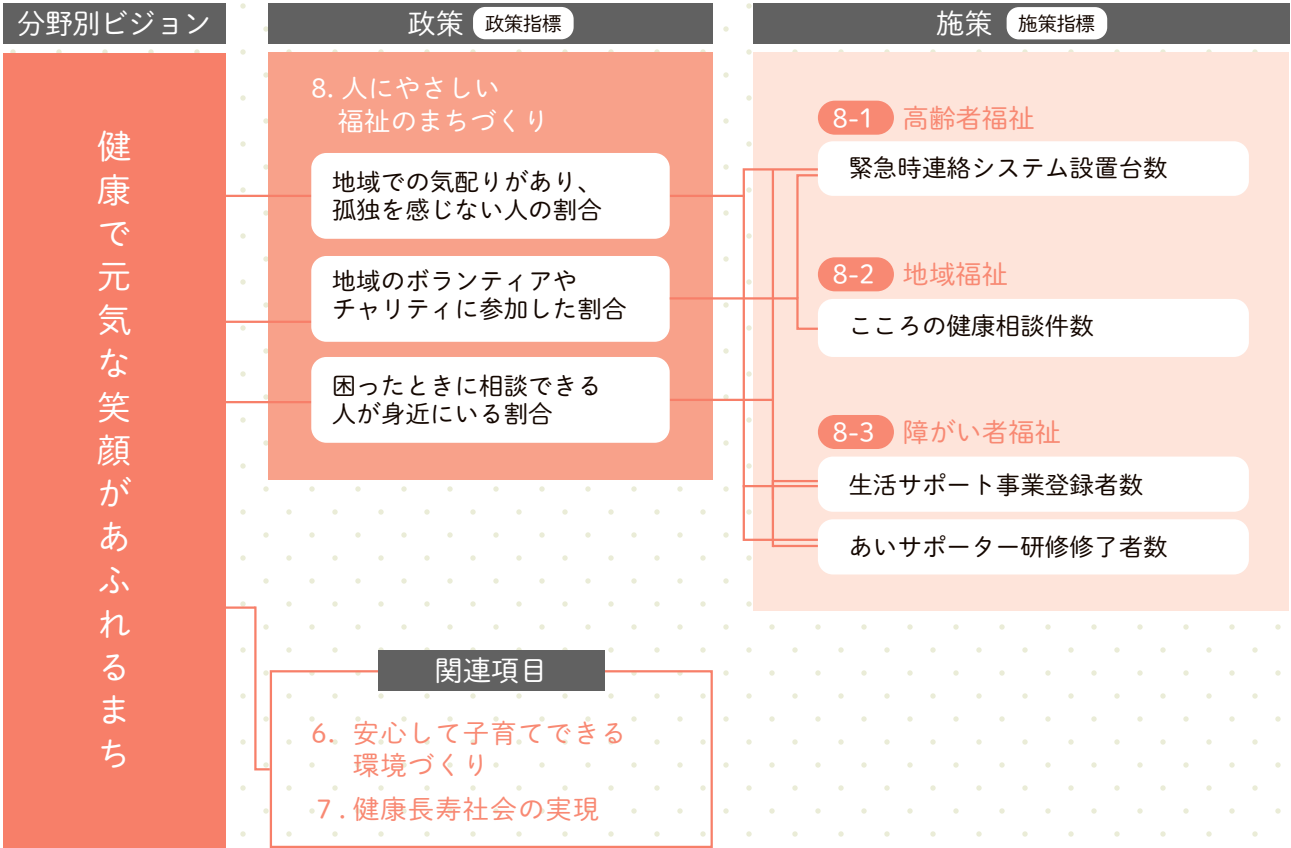 分野別ビジョン
健康で元気な笑顔があふれるまち
政策 政策指標
8. 人にやさしい
福祉のまちづくり
地域での気配りがあり、
孤独を感じない人の割合
地域のボランティアや
チャリティに参加した割合
困ったときに相談できる
人が身近にいる割合
関連項目
6. 安心して子育てできる
環境づくり
7. 健康長寿社会の実現
施策 施策指標
8-1 高齢者福祉
緊急時連絡システム設置台数
8-2 地域福祉
こころの健康相談件数
8-3 障がい者福祉
生活サポート事業登録者数
あいサポーター研修修了者数